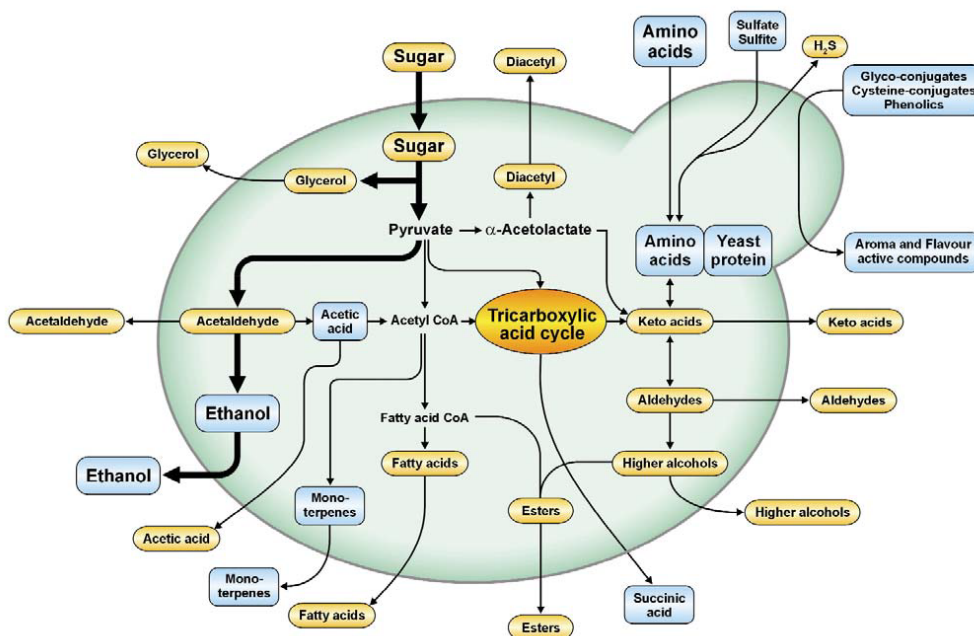 Sugar
Diacetyl
Amino
acids
Sulfate
Sulfite
H₂S
Glyco-conjugates
Cysteine-conjugates
Phenolics
Sugar
Glycerol
Glycerol
Diacetyl
Pyruvate
α-Acetolactate
Amino
acids
Yeast
protein
Aroma and Flavour
active compounds
Acetaldehyde
Acetaldehyde
Acetic
acid
Acetyl CoA
Tricarboxylic
acid cycle
Keto acids
Keto acids
Ethanol
Fatty acid CoA
Aldehydes
Aldehydes
Ethanol
Fatty acids
Higher alcohols
Mono-
terpenes
Esters
Higher alcohols
Acetic acid
Mono-
terpenes
Fatty acids
Esters
Succinic
acid